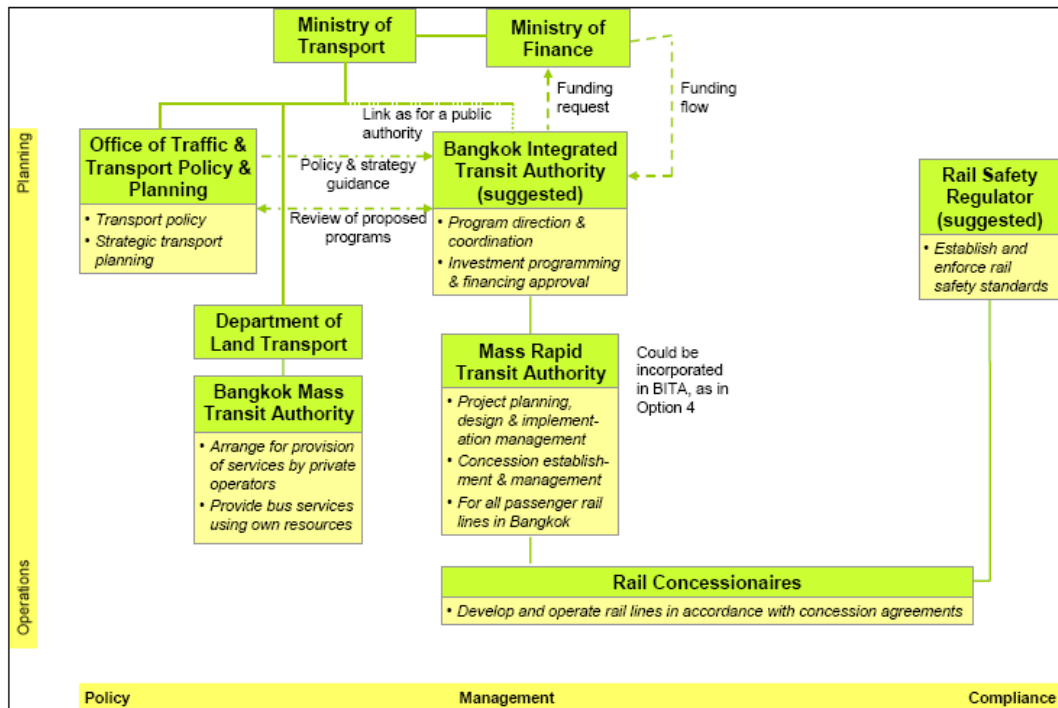 Ministry of
Transport
Ministry of
Finance
Funding
request
Funding
flow
Link as for a public
authority
Planning
Office of Traffic &
Transport Policy &
Planning
• Transport policy
• Strategic transport
planning
Policy & strategy
guidance
Review of proposed
programs
Bangkok Integrated
Transit Authority
(suggested)
• Program direction &
coordination
• Investment programming
& financing approval
Rail Safety
Regulator
(suggested)
• Establish and
enforce rail
safety standards
Department of
Land Transport
Bangkok Mass
Transit Authority
• Arrange for provision
of services by private
operators
• Provide bus services
using own resources
Mass Rapid
Transit Authority
• Project planning,
design & implement-
ation management
• Concession establish-
ment & management
• For all passenger rail
lines in Bangkok
Could be
incorporated
in BITA, as in
Option 4
Operations
Rail Concessionaires
• Develop and operate rail lines in accordance with concession agreements
Policy
Management
Compliance